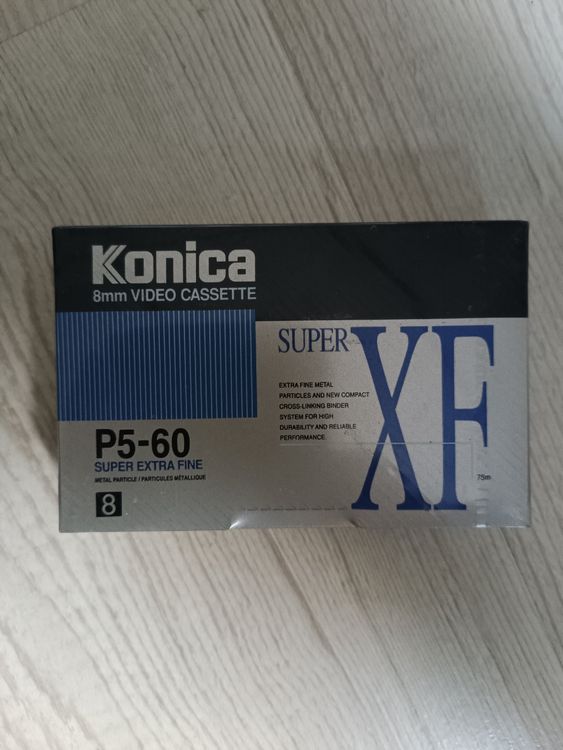 Konica
8mm VIDEO CASSETTE
SUPER XF
EXTRA FINE METAL
PARTICLES AND NEW COMPACT
CROSS-LINKING BINDER
SYSTEM FOR HIGH
DURABILITY AND RELIABLE
PERFORMANCE.
P5-60
SUPER EXTRA FINE
METAL PARTICLE / PARTICULES MÉTALLIQUE
8
75m